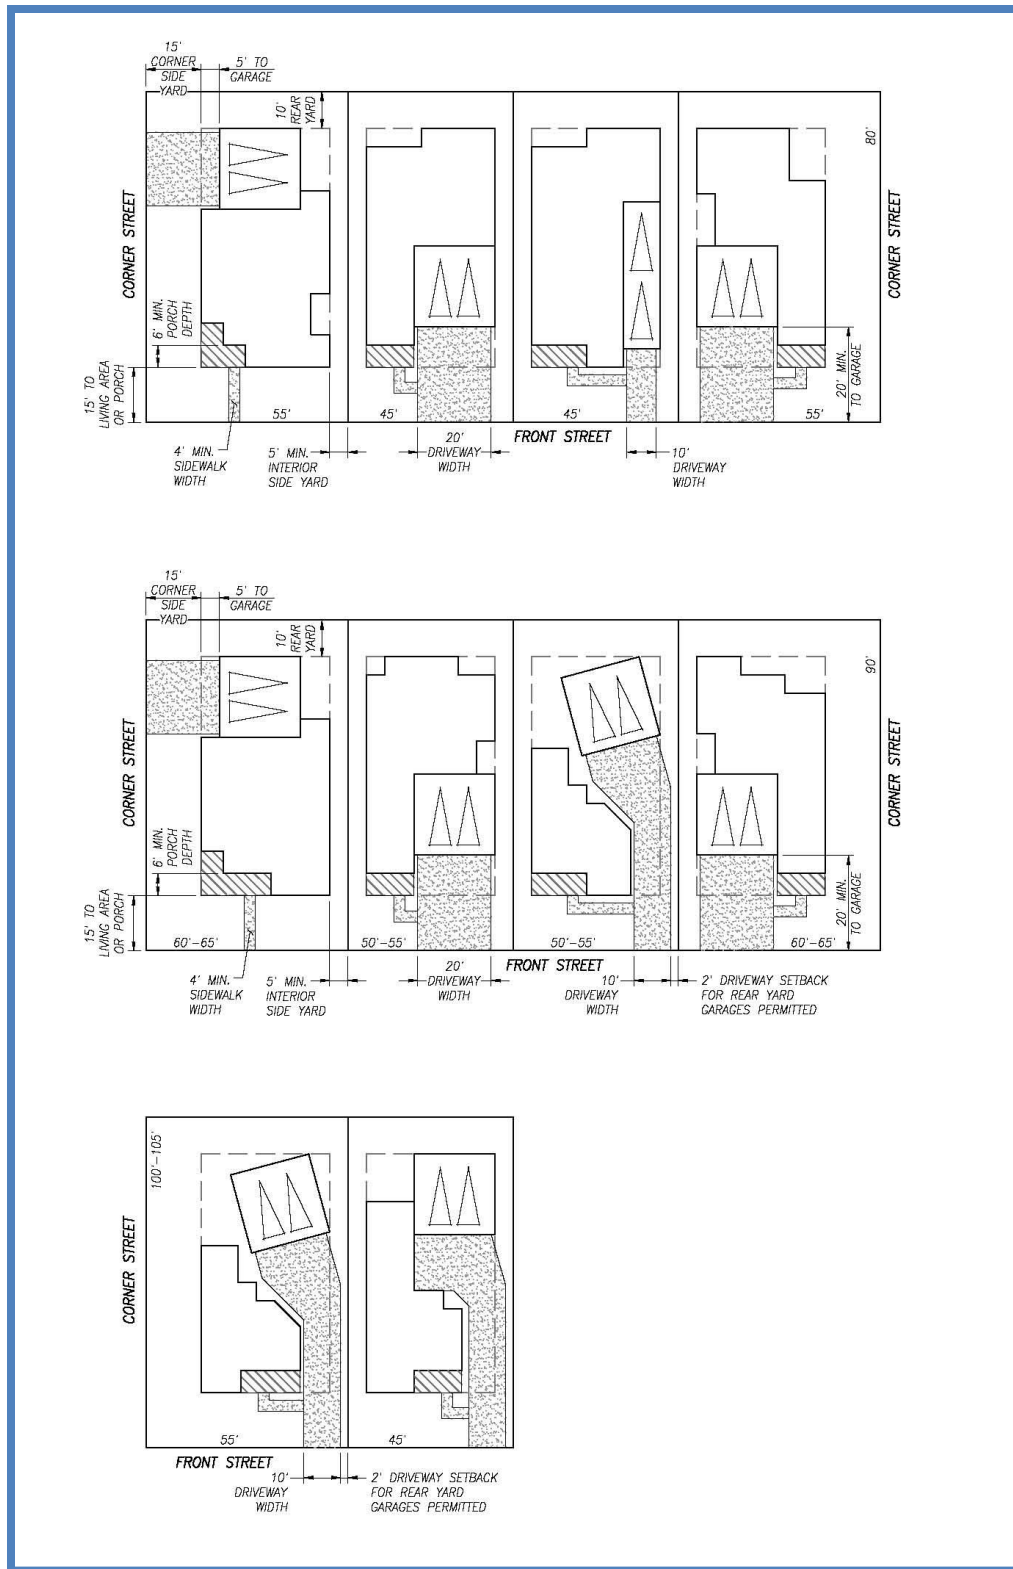 15'
CORNER
SIDE
YARD
5' TO
GARAGE
10'
REAR
YARD
80'
CORNER STREET
CORNER STREET
6' MIN.
PORCH
DEPTH
15' TO
LIVING AREA
OR PORCH
20' MIN.
TO GARAGE
55'
45'
45'
55'
FRONT STREET
4' MIN.
SIDEWALK
WIDTH
5' MIN.
INTERIOR
SIDE YARD
20'
DRIVEWAY
WIDTH
10'
DRIVEWAY
WIDTH
15'
CORNER
SIDE
YARD
5' TO
GARAGE
10'
REAR
YARD
90'
CORNER STREET
CORNER STREET
6' MIN.
PORCH
DEPTH
15' TO
LIVING AREA
OR PORCH
20' MIN.
TO GARAGE
60'-65'
50'-55'
50'-55'
60'-65'
FRONT STREET
4' MIN.
SIDEWALK
WIDTH
5' MIN.
INTERIOR
SIDE YARD
20'
DRIVEWAY
WIDTH
10'
DRIVEWAY
WIDTH
2' DRIVEWAY SETBACK
FOR REAR YARD
GARAGES PERMITTED
100'-105'
CORNER STREET
55'
45'
FRONT STREET
10'
DRIVEWAY
WIDTH
2' DRIVEWAY SETBACK
FOR REAR YARD
GARAGES PERMITTED